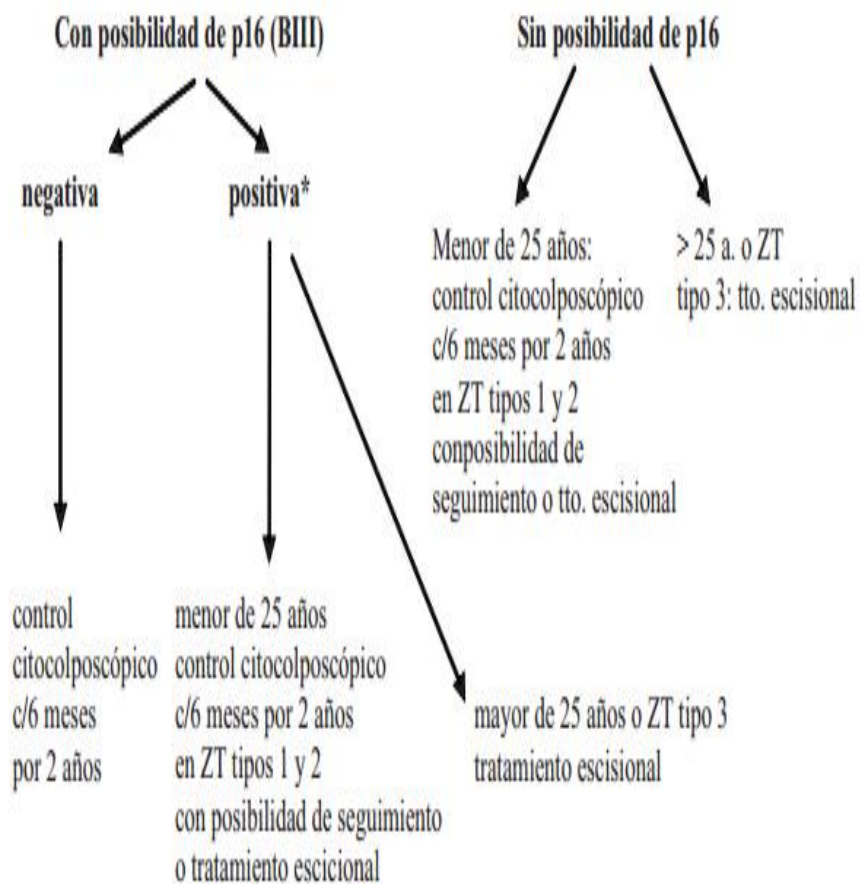 Con posibilidad de p16 (BIII)
Sin posibilidad de p16
negativa
positiva*
Menor de 25 años:
control citocolposcópico
c/6 meses por 2 años
en ZT tipos 1 y 2
conposibilidad de
seguimiento o tto. escisional
> 25 a. o ZT
tipo 3: tto. escisional
control
citocolposcópico
c/6 meses
por 2 años
menor de 25 años
control citocolposcópico
c/6 meses por 2 años
en ZT tipos 1 y 2
con posibilidad de seguimiento
o tratamiento escicional
mayor de 25 años o ZT tipo 3
tratamiento escisional